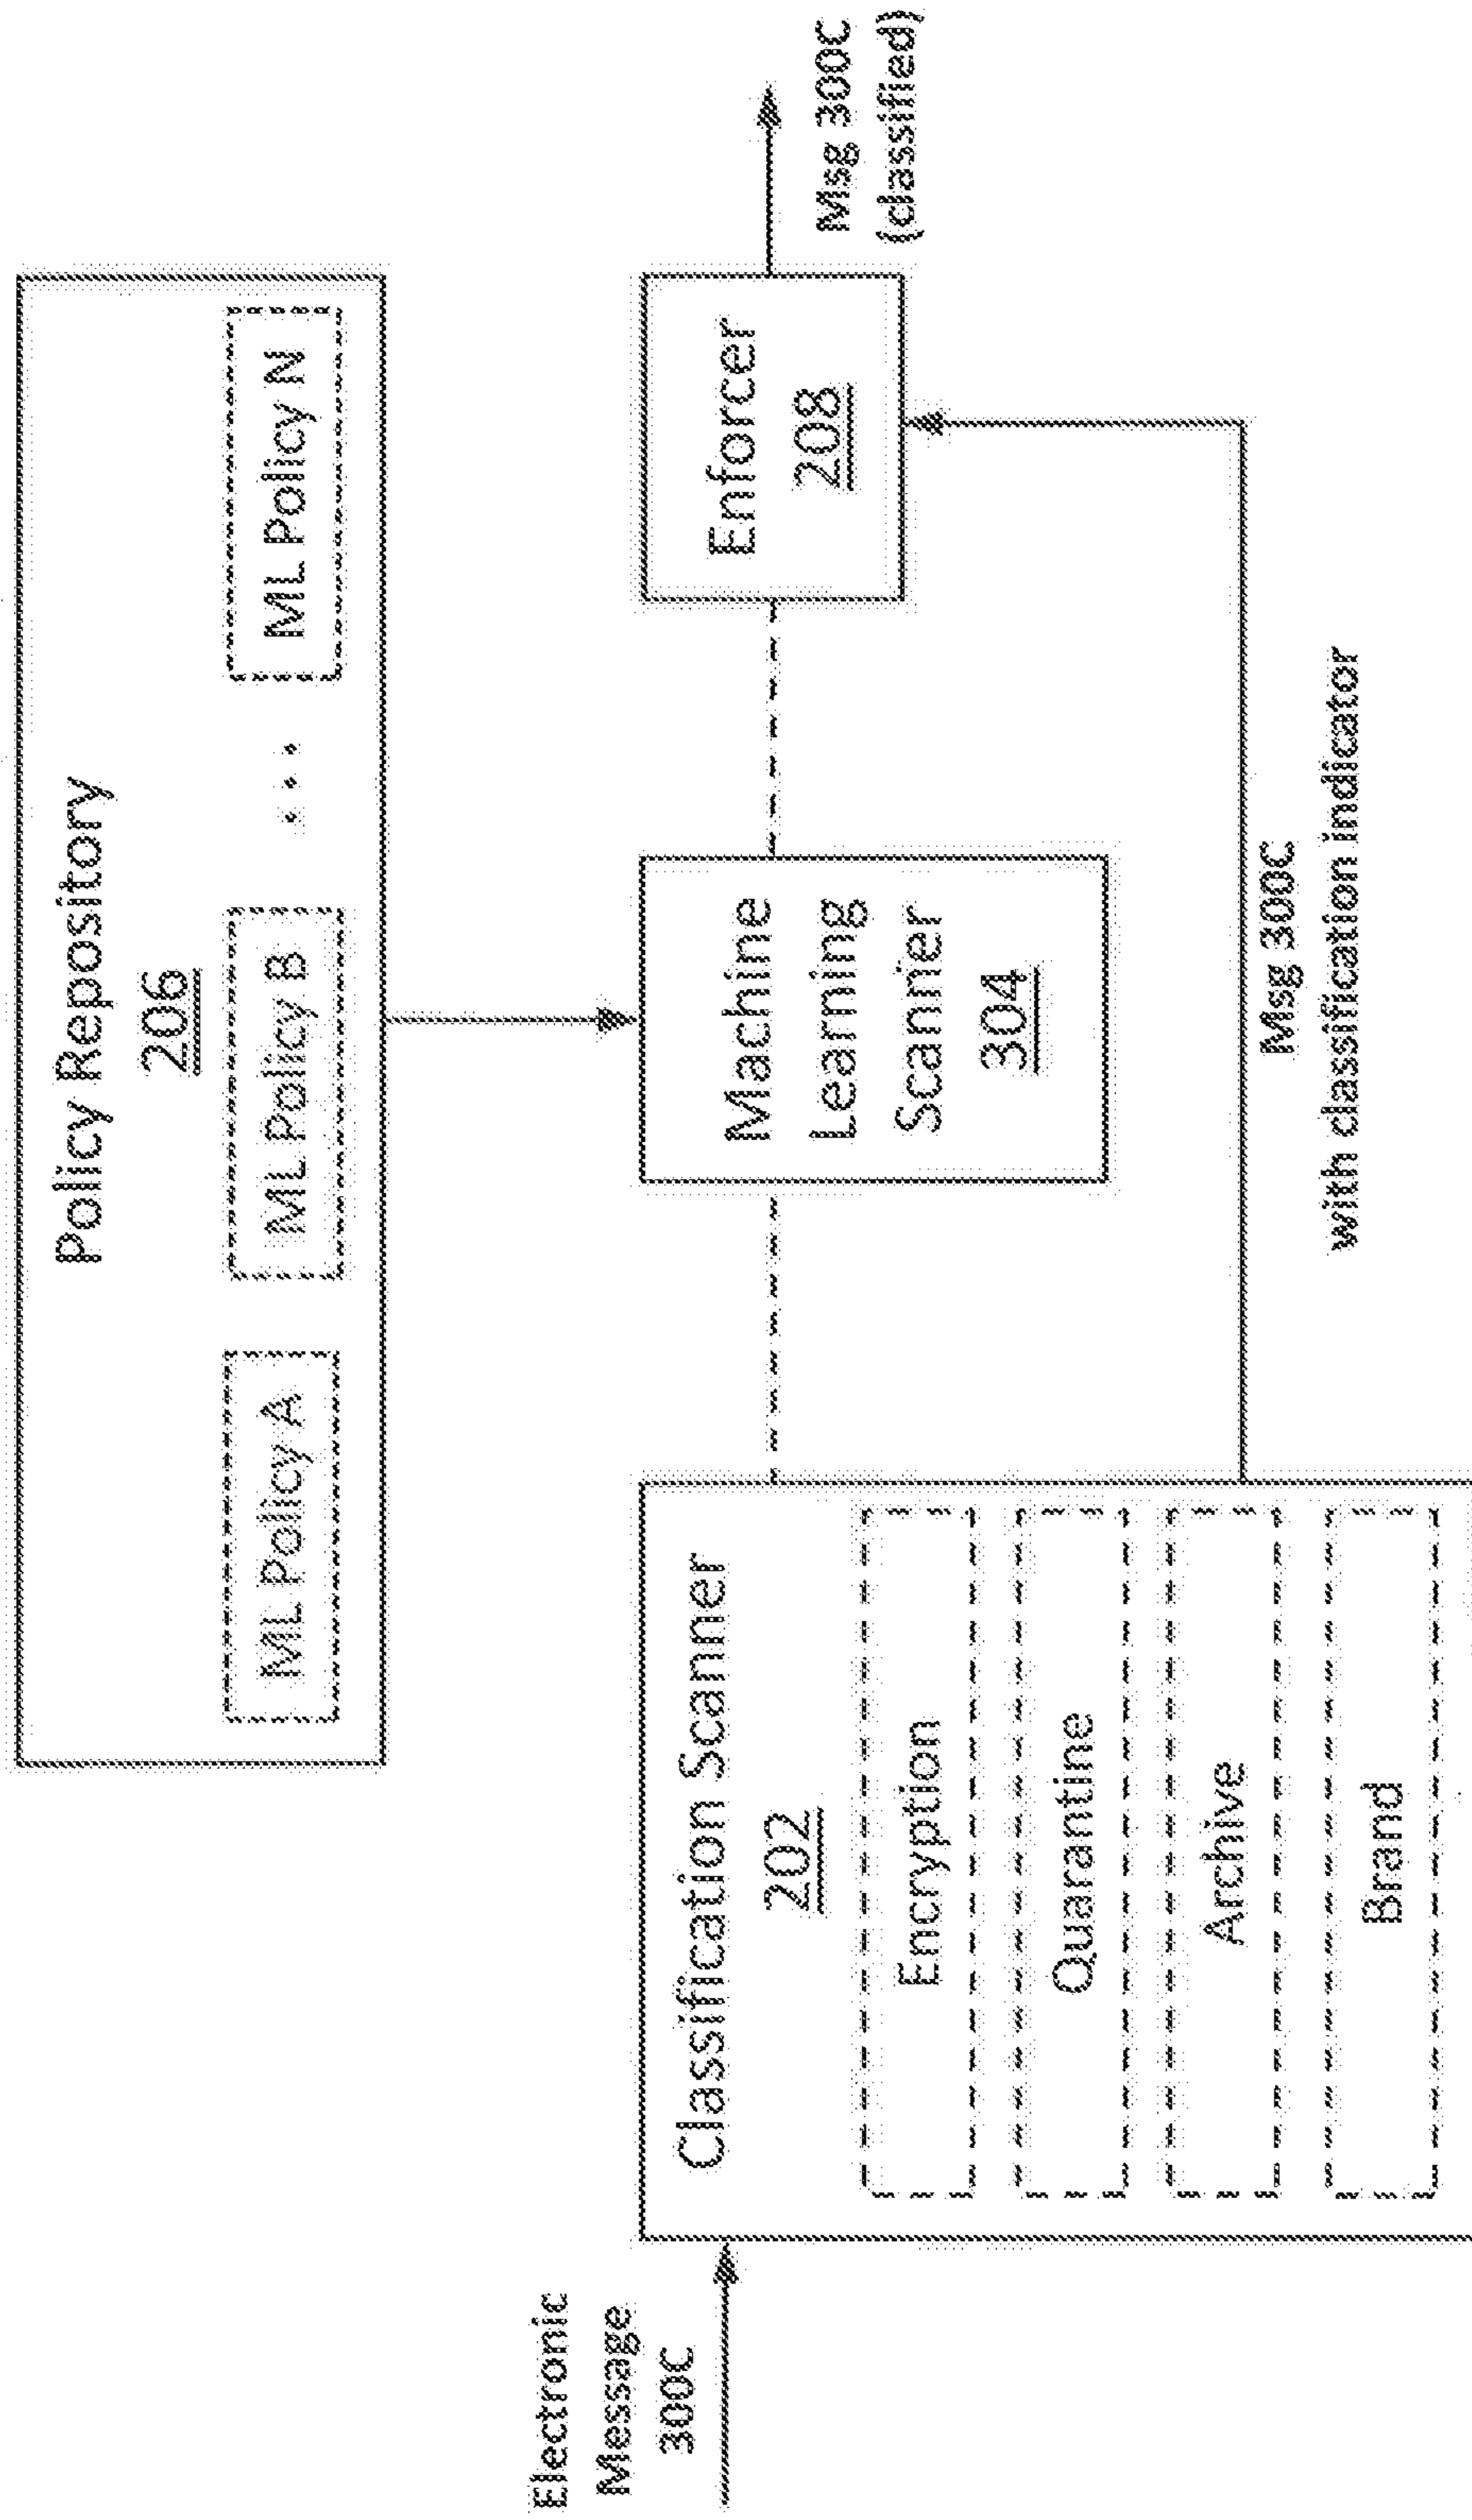 Policy Repository
206
ML Policy A
ML Policy B
...
ML Policy N
Electronic
Message
300C
Classification Scanner
202
Encryption
Quarantine
Archive
Brand
Machine
Learning
Scanner
304
Enforcer
208
Msg 300C
(classified)
Msg 300C
with classification indicator